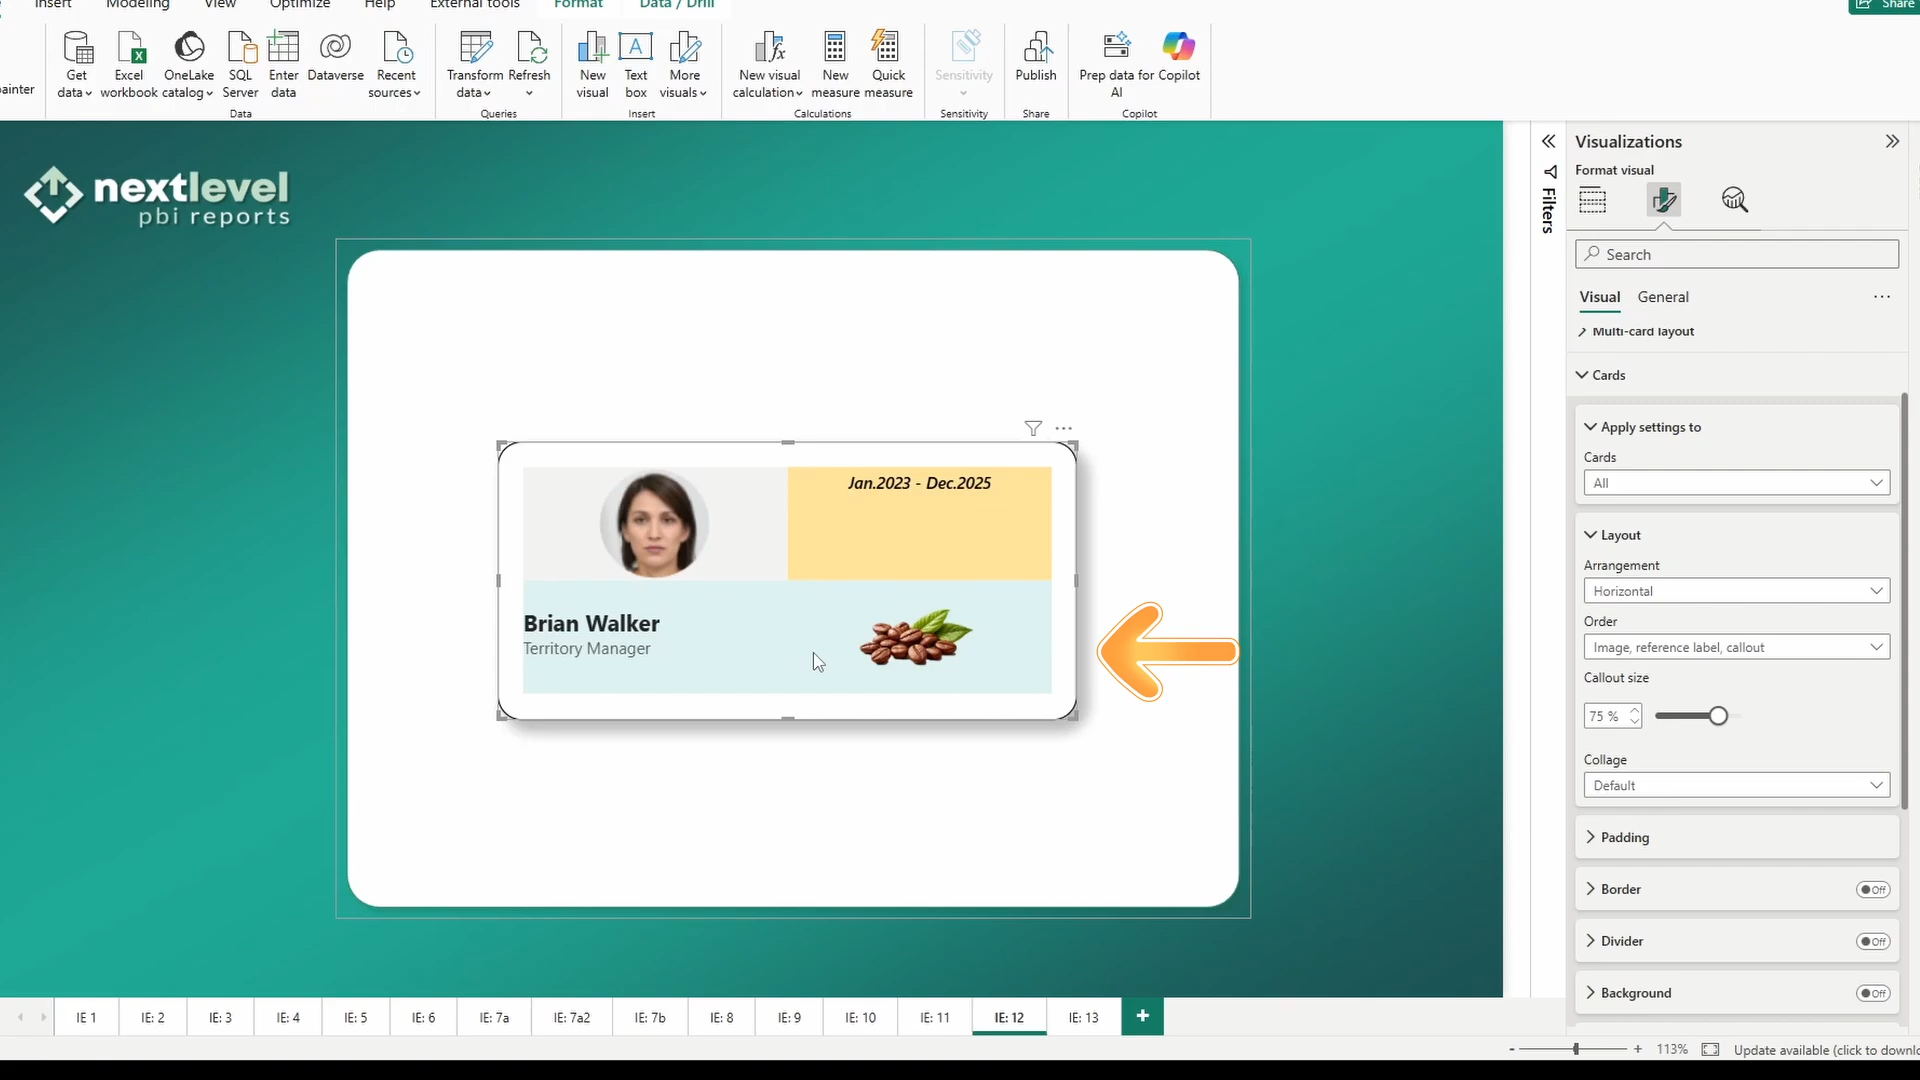 Insert Modeling View Optimize Help External tools Format Data / Drill Share
painter
Get data
Excel workbook
OneLake catalog
SQL Server
Enter data
Dataverse
Recent sources
Data
Transform data
Refresh
Queries
New visual
Text box
More visuals
Insert
New visual calculation
New measure
Quick measure
Calculations
Sensitivity
Sensitivity
Publish
Share
Prep data for AI
Copilot
Copilot
nextlevel
pbi reports
Jan.2023 - Dec.2025
Brian Walker
Territory Manager
Filters
Visualizations
Format visual
Search
Visual General
Multi-card layout
Cards
Apply settings to
Cards
All
Layout
Arrangement
Horizontal
Order
Image, reference label, callout
Callout size
75 %
Collage
Default
Padding
Border Off
Divider Off
Background Off
IE 1 IE: 2 IE: 3 IE: 4 IE: 5 IE: 6 IE: 7a IE: 7a2 IE: 7b IE: 8 IE: 9 IE: 10 IE: 11 IE: 12 IE: 13 +
- + 113% Update available (click to downlo